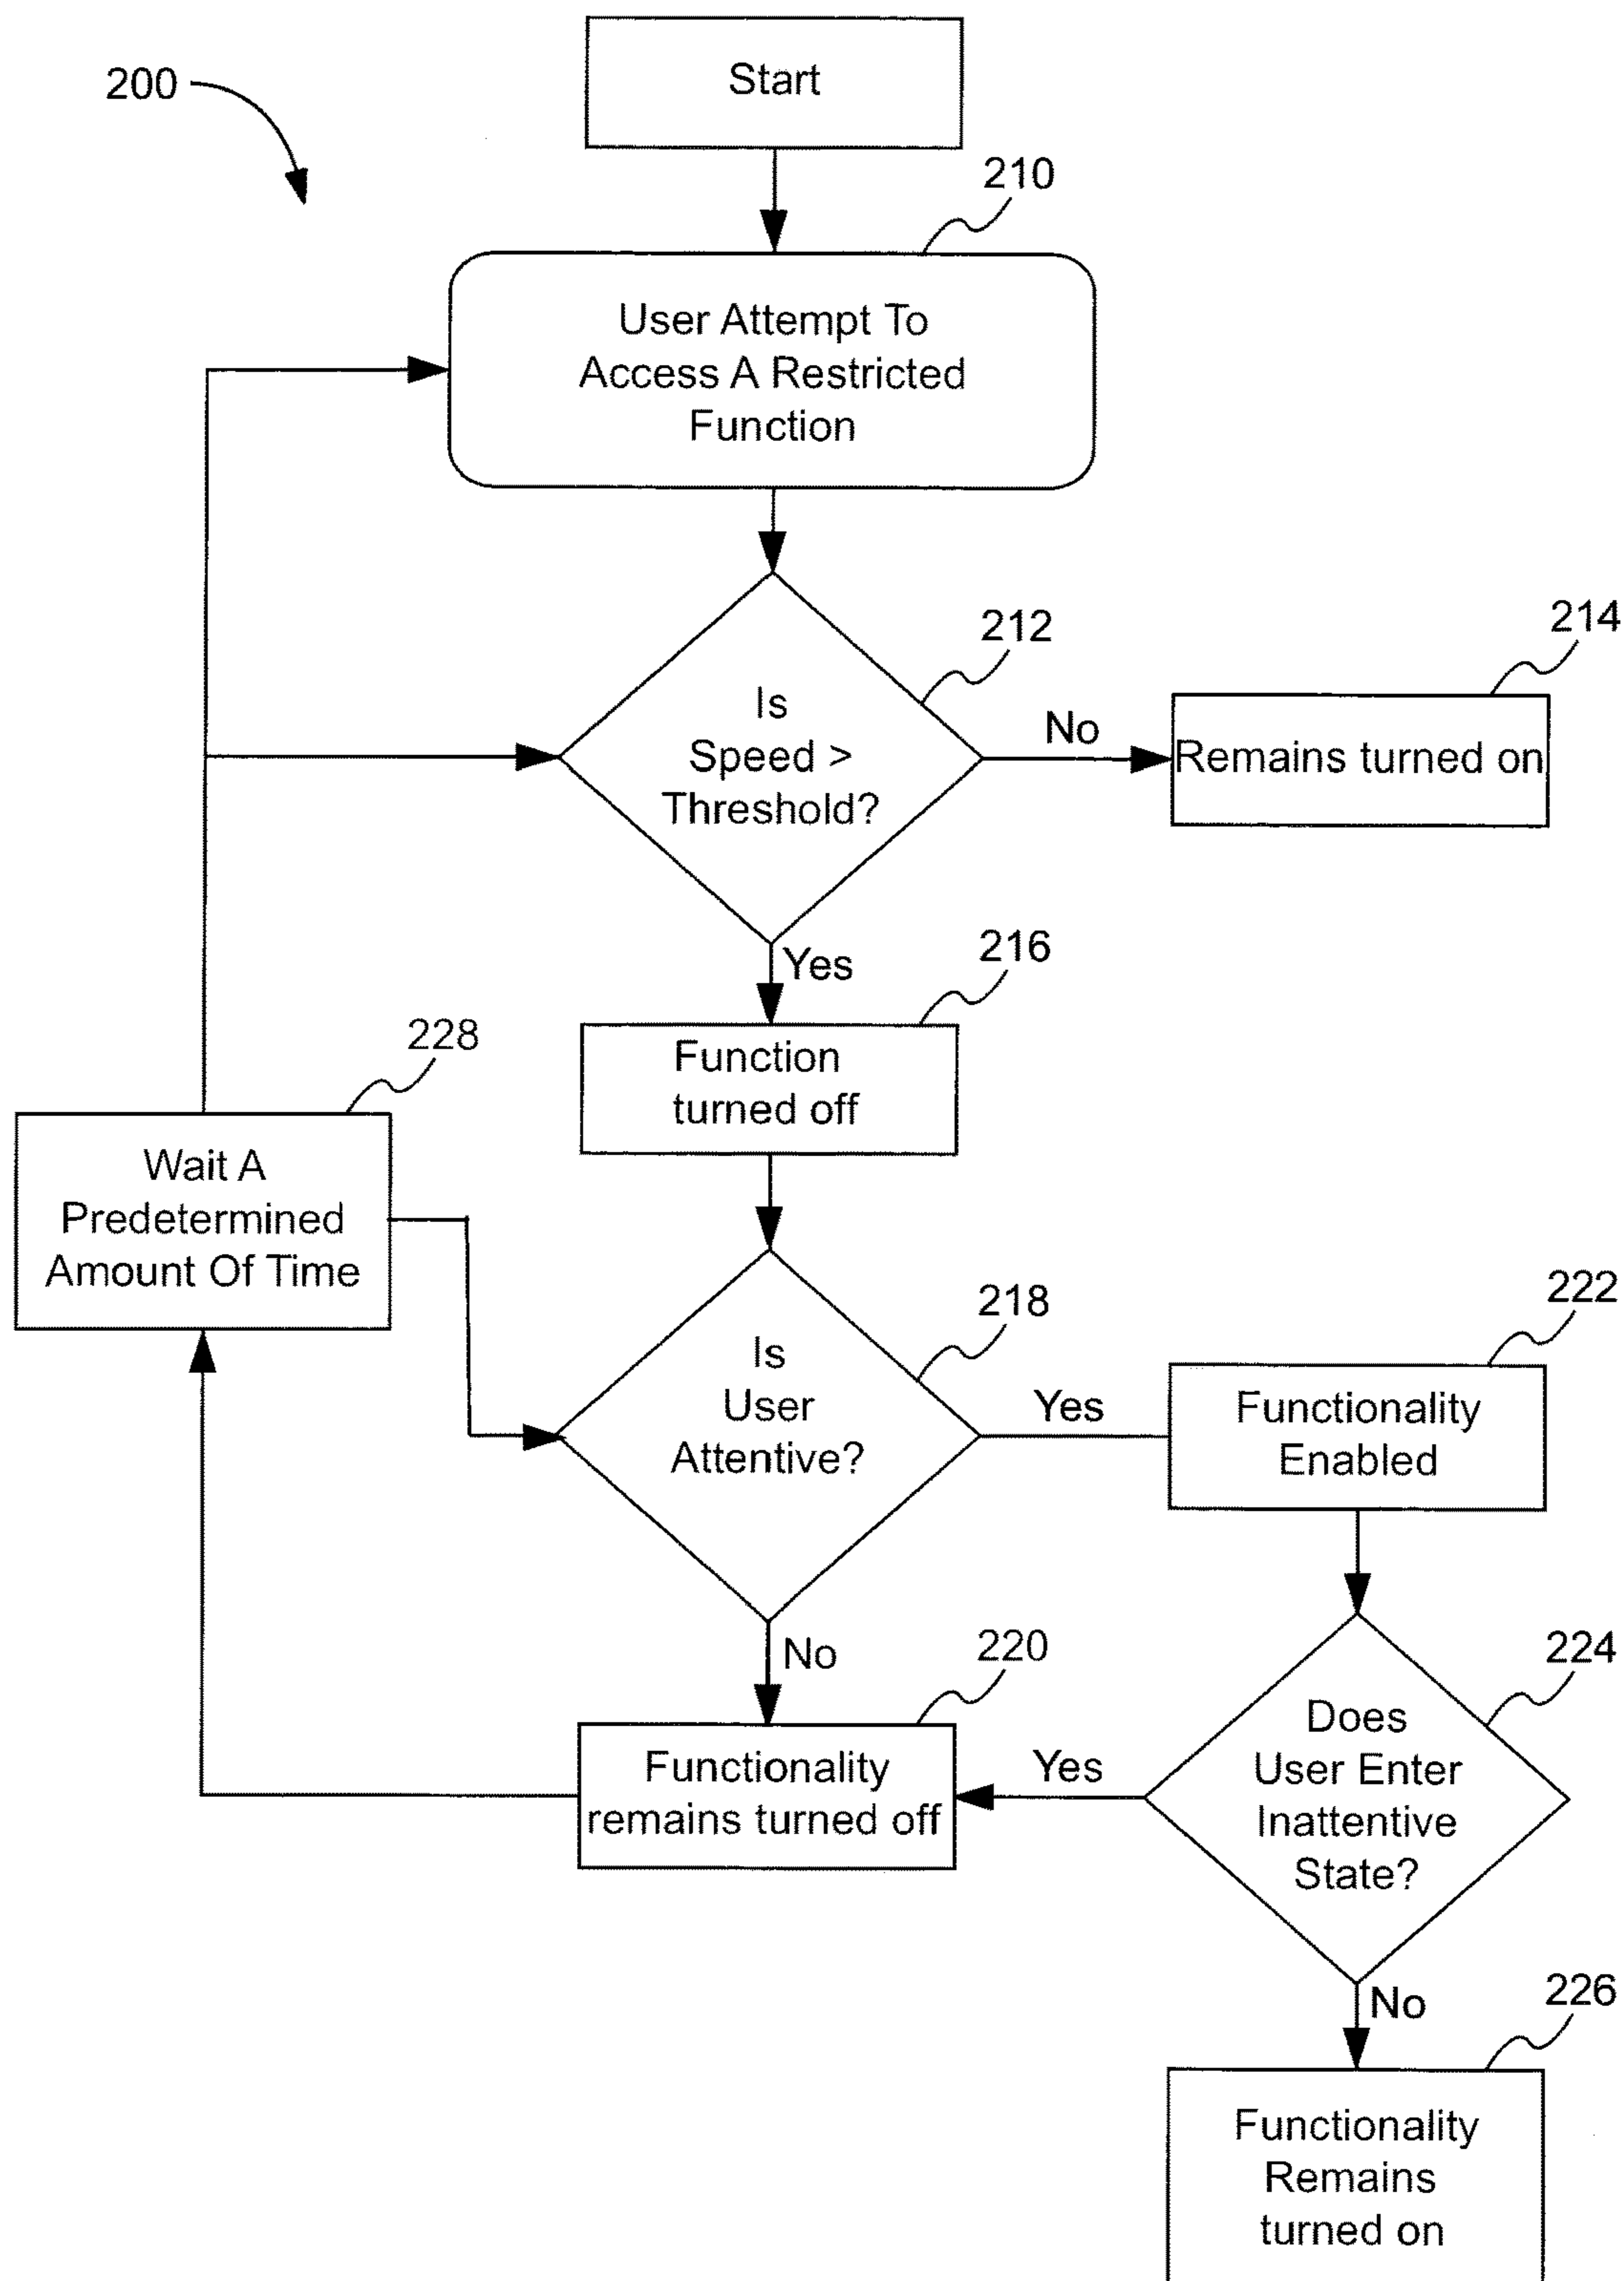 Start
200
210
User Attempt To
Access A Restricted
Function
212
214
Is
Speed >
Threshold?
No
Remains turned on
Yes
216
Function
turned off
228
Wait A
Predetermined
Amount Of Time
218
222
Is
User
Attentive?
Yes
Functionality
Enabled
No
220
224
Functionality
remains turned off
Yes
Does
User Enter
Inattentive
State?
No
226
Functionality
Remains
turned on